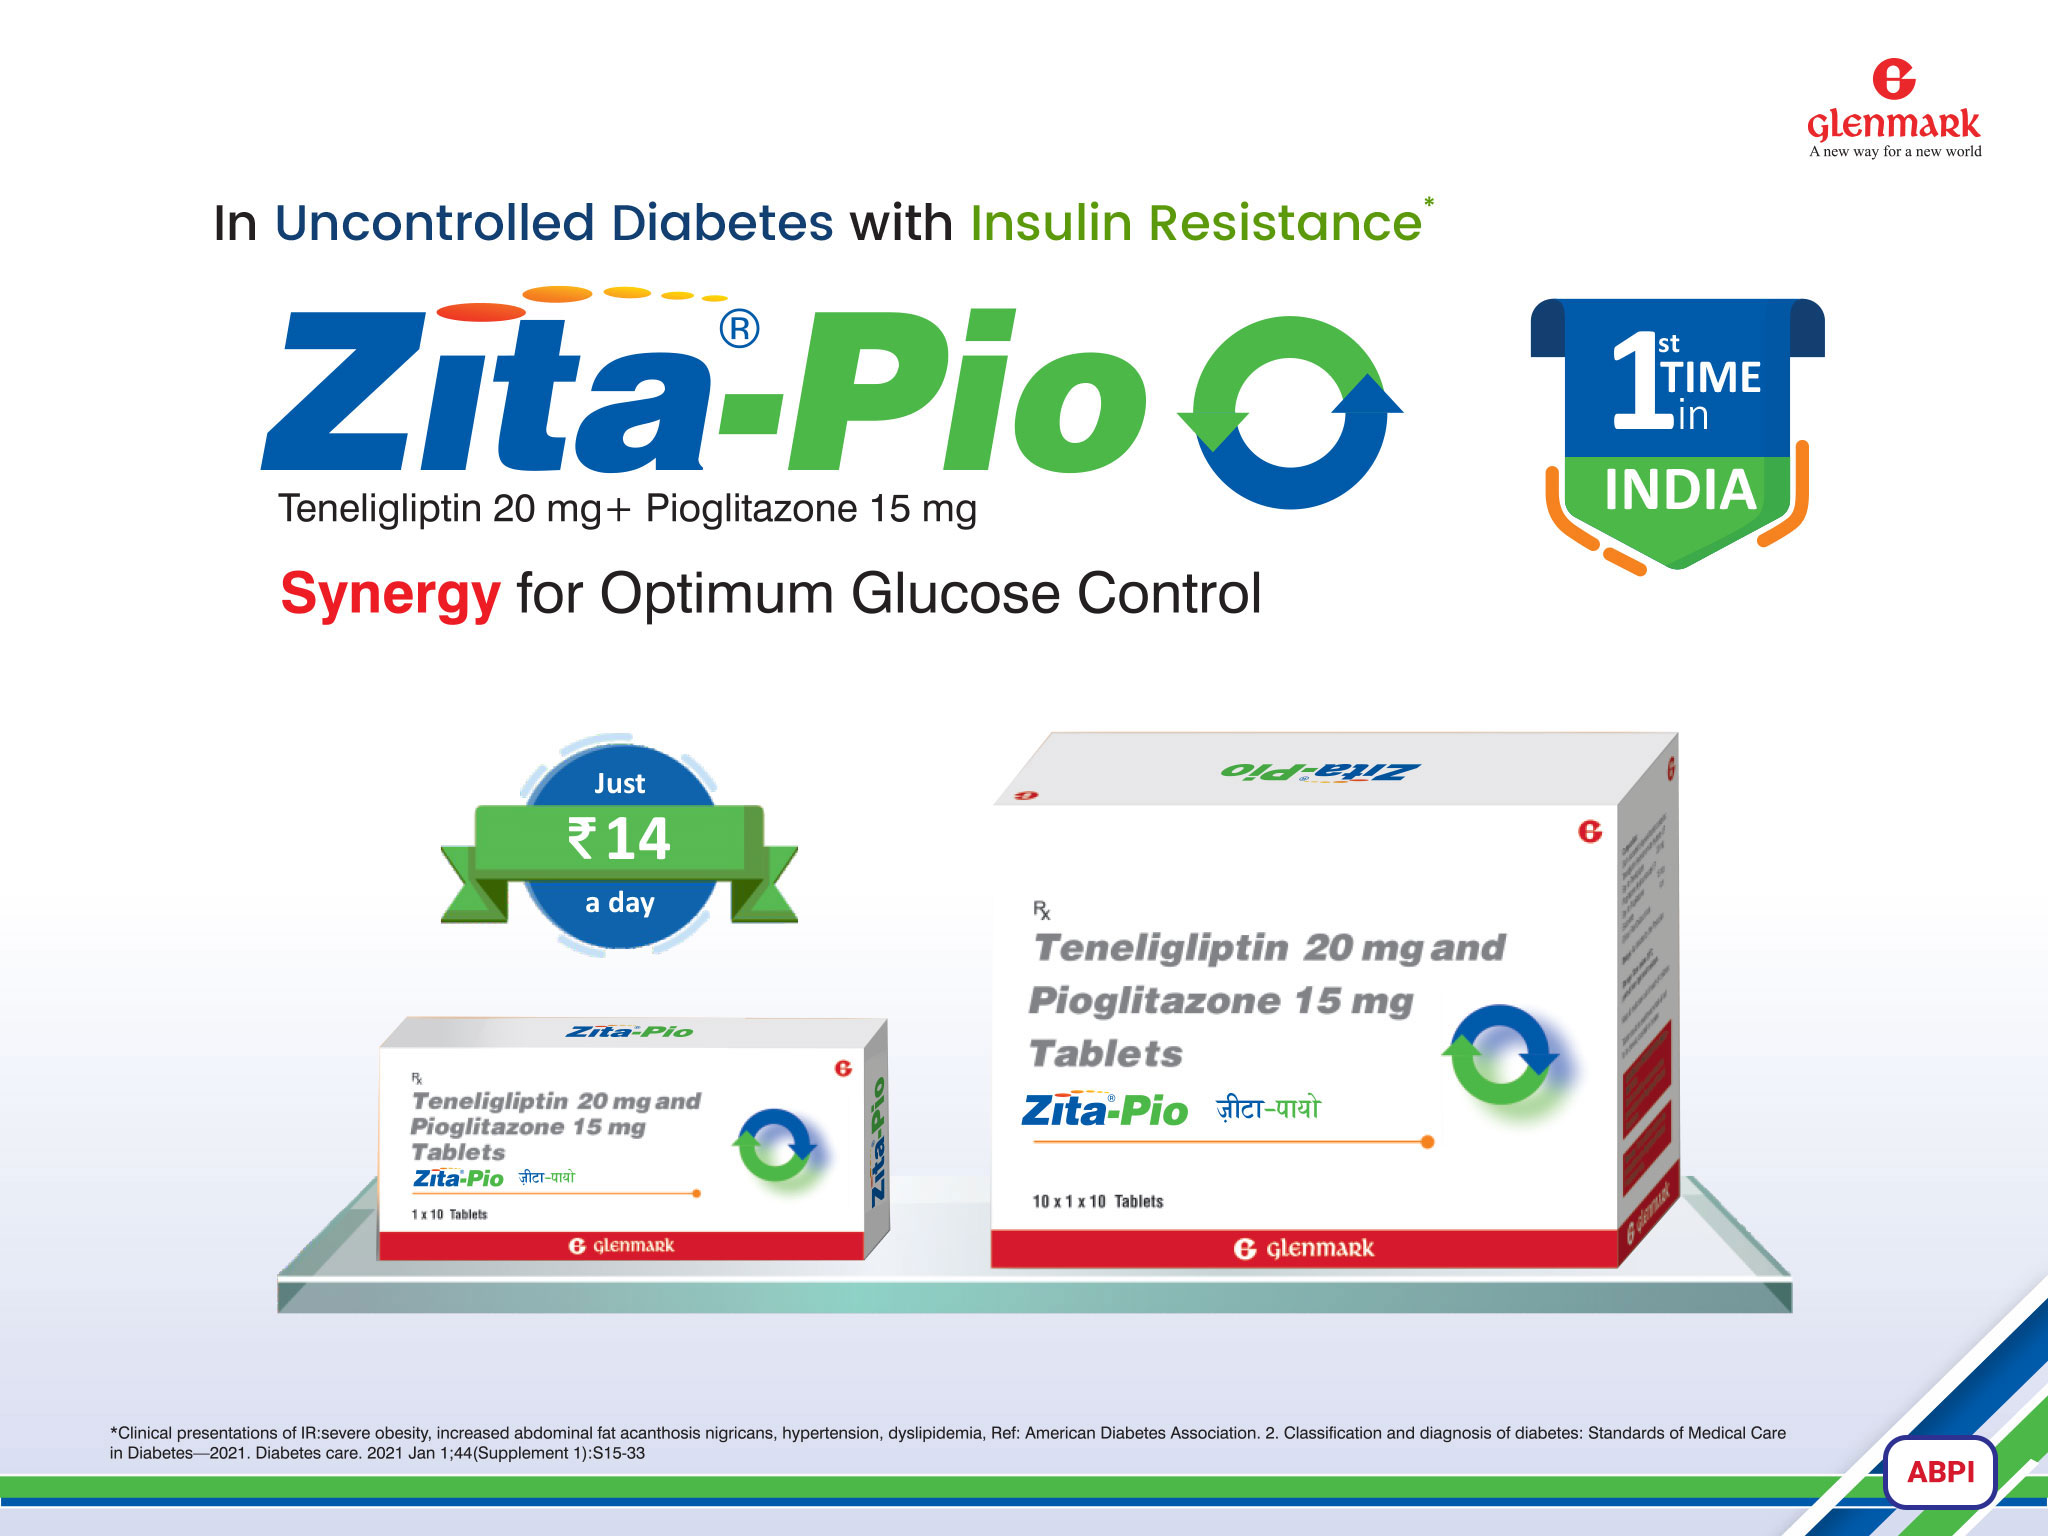 glenmark
A new way for a new world
In Uncontrolled Diabetes with Insulin Resistance*
Zita®-Pio
Teneligliptin 20 mg+ Pioglitazone 15 mg
Synergy for Optimum Glucose Control
1st TIME in
INDIA
Just
₹14
a day
Zita®-Pio
Rx
Teneligliptin 20 mg and
Pioglitazone 15 mg
Tablets
Zita®-Pio ज़ीटा-पायो
1 x 10 Tablets
glenmark
Zita®-Pio
Zita®-Pio
Rx
Teneligliptin 20 mg and
Pioglitazone 15 mg
Tablets
Zita®-Pio ज़ीटा-पायो
10 x 1 x 10 Tablets
glenmark
glenmark
*Clinical presentations of IR:severe obesity, increased abdominal fat acanthosis nigricans, hypertension, dyslipidemia, Ref: American Diabetes Association. 2. Classification and diagnosis of diabetes: Standards of Medical Care
in Diabetes—2021. Diabetes care. 2021 Jan 1;44(Supplement 1):S15-33
ABPI